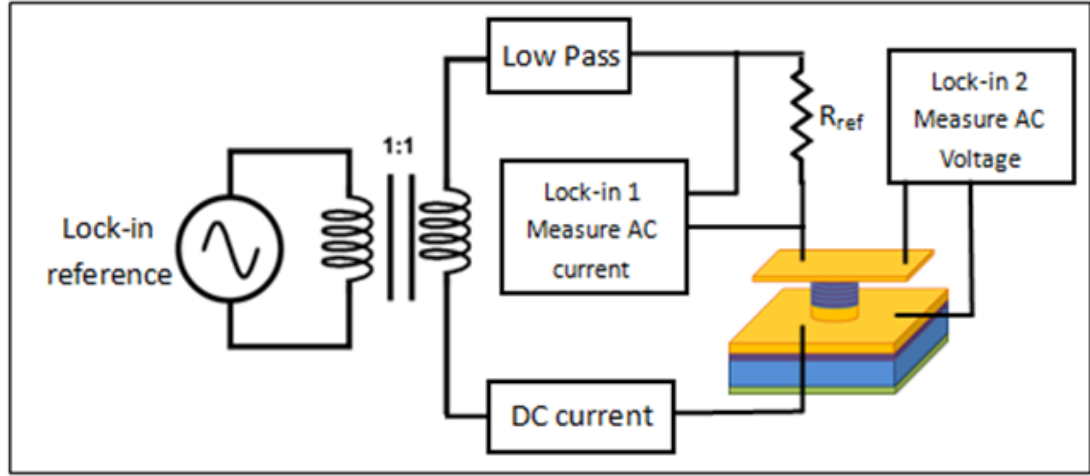 Low Pass
Lock-in 2
Measure AC
Voltage
R_ref
1:1
Lock-in 1
Measure AC
current
Lock-in
reference
DC current